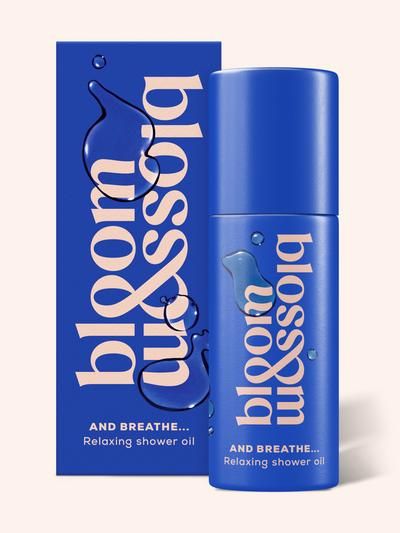 bloom
&
blossom
AND BREATHE...
Relaxing shower oil
bloom
&
blossom
AND BREATHE...
Relaxing shower oil